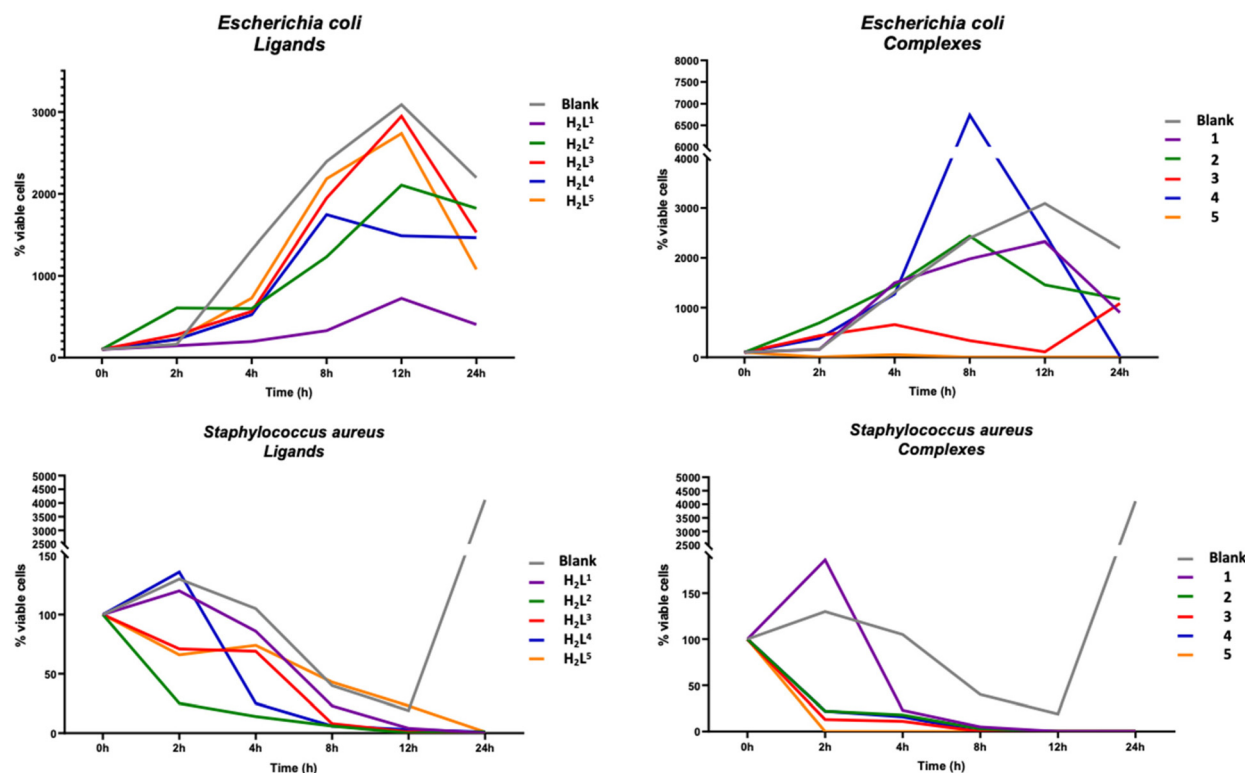 Escherichia coli
Ligands
% viable cells
3000
2000
1000
0
0h 2h 4h 8h 12h 24h
Time (h)
Blank
H₂L¹
H₂L²
H₂L³
H₂L⁴
H₂L⁵
Escherichia coli
Complexes
% viable cells
8000
7500
7000
6500
6000
4000
3000
2000
1000
0
0h 2h 4h 8h 12h 24h
Time (h)
Blank
1
2
3
4
5
Staphylococcus aureus
Ligands
% viable cells
5000
4500
4000
3500
3000
2500
150
100
50
0
0h 2h 4h 8h 12h 24h
Time (h)
Blank
H₂L¹
H₂L²
H₂L³
H₂L⁴
H₂L⁵
Staphylococcus aureus
Complexes
% viable cells
5000
4500
4000
3500
3000
2500
150
100
50
0
0h 2h 4h 8h 12h 24h
Time (h)
Blank
1
2
3
4
5